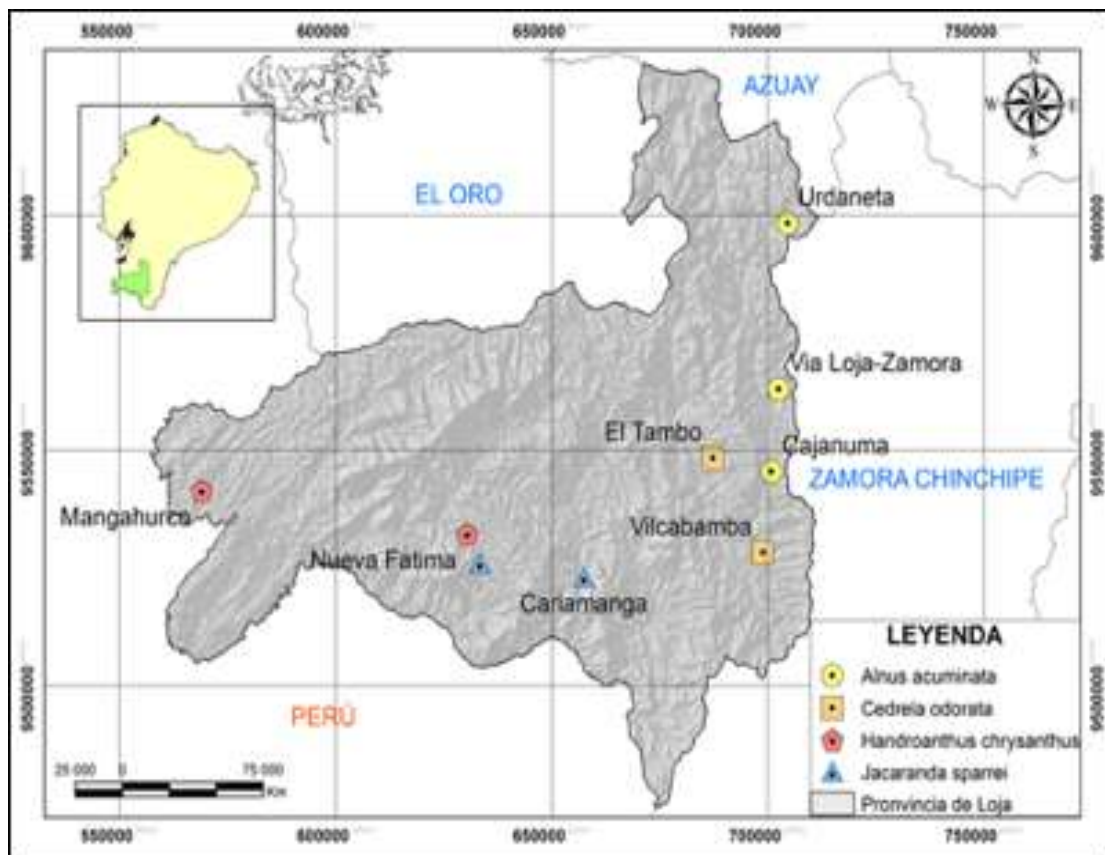 550000 600000 650000 700000 750000
N
W E
S
AZUAY
EL ORO
Urdaneta
9600000 9600000
Via Loja-Zamora
El Tambo
Cajanuma
9550000 9550000
ZAMORA CHINCHIPE
Mangahurco
Vilcabamba
Nueva Fatima
Cariamanga
LEYENDA
Alnus acuminata
Cedrela odorata
Handroanthus chrysanthus
Jacaranda sparrei
Pronvincia de Loja
9500000 9500000
PERÚ
25 000 0 75 000
Km
550000 600000 650000 700000 750000